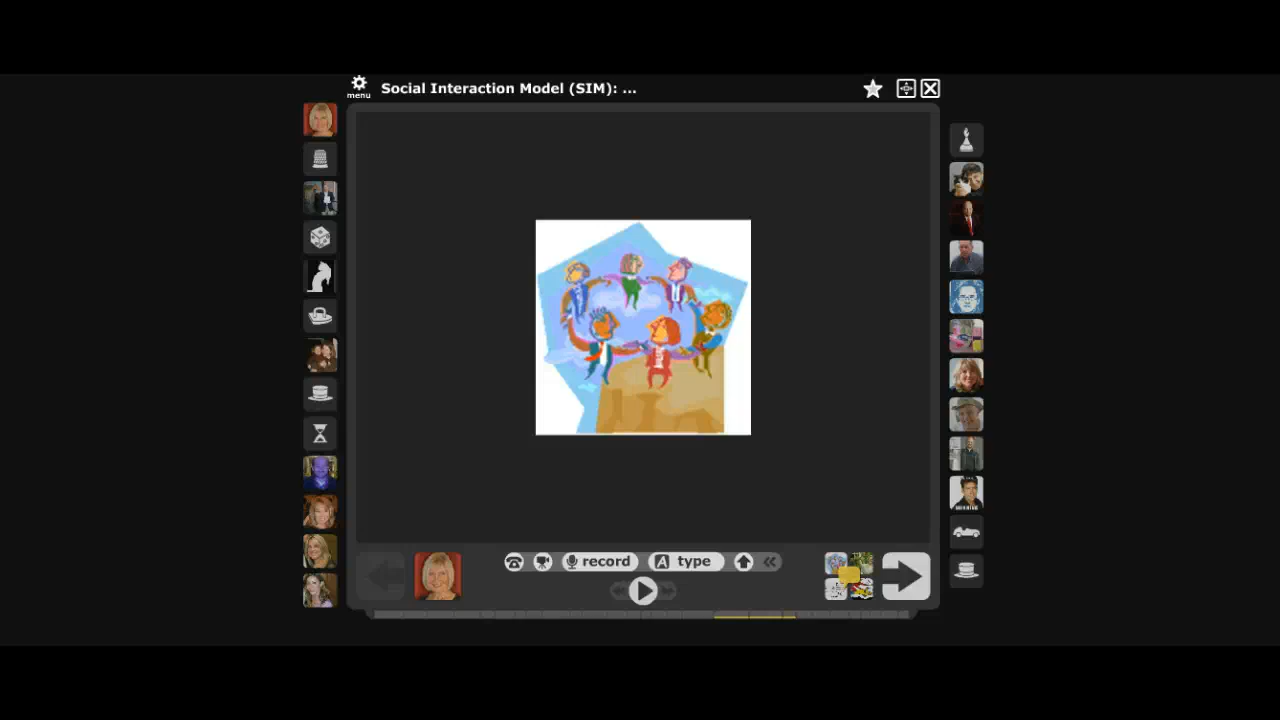 menu
Social Interaction Model (SIM): ...
record
A type